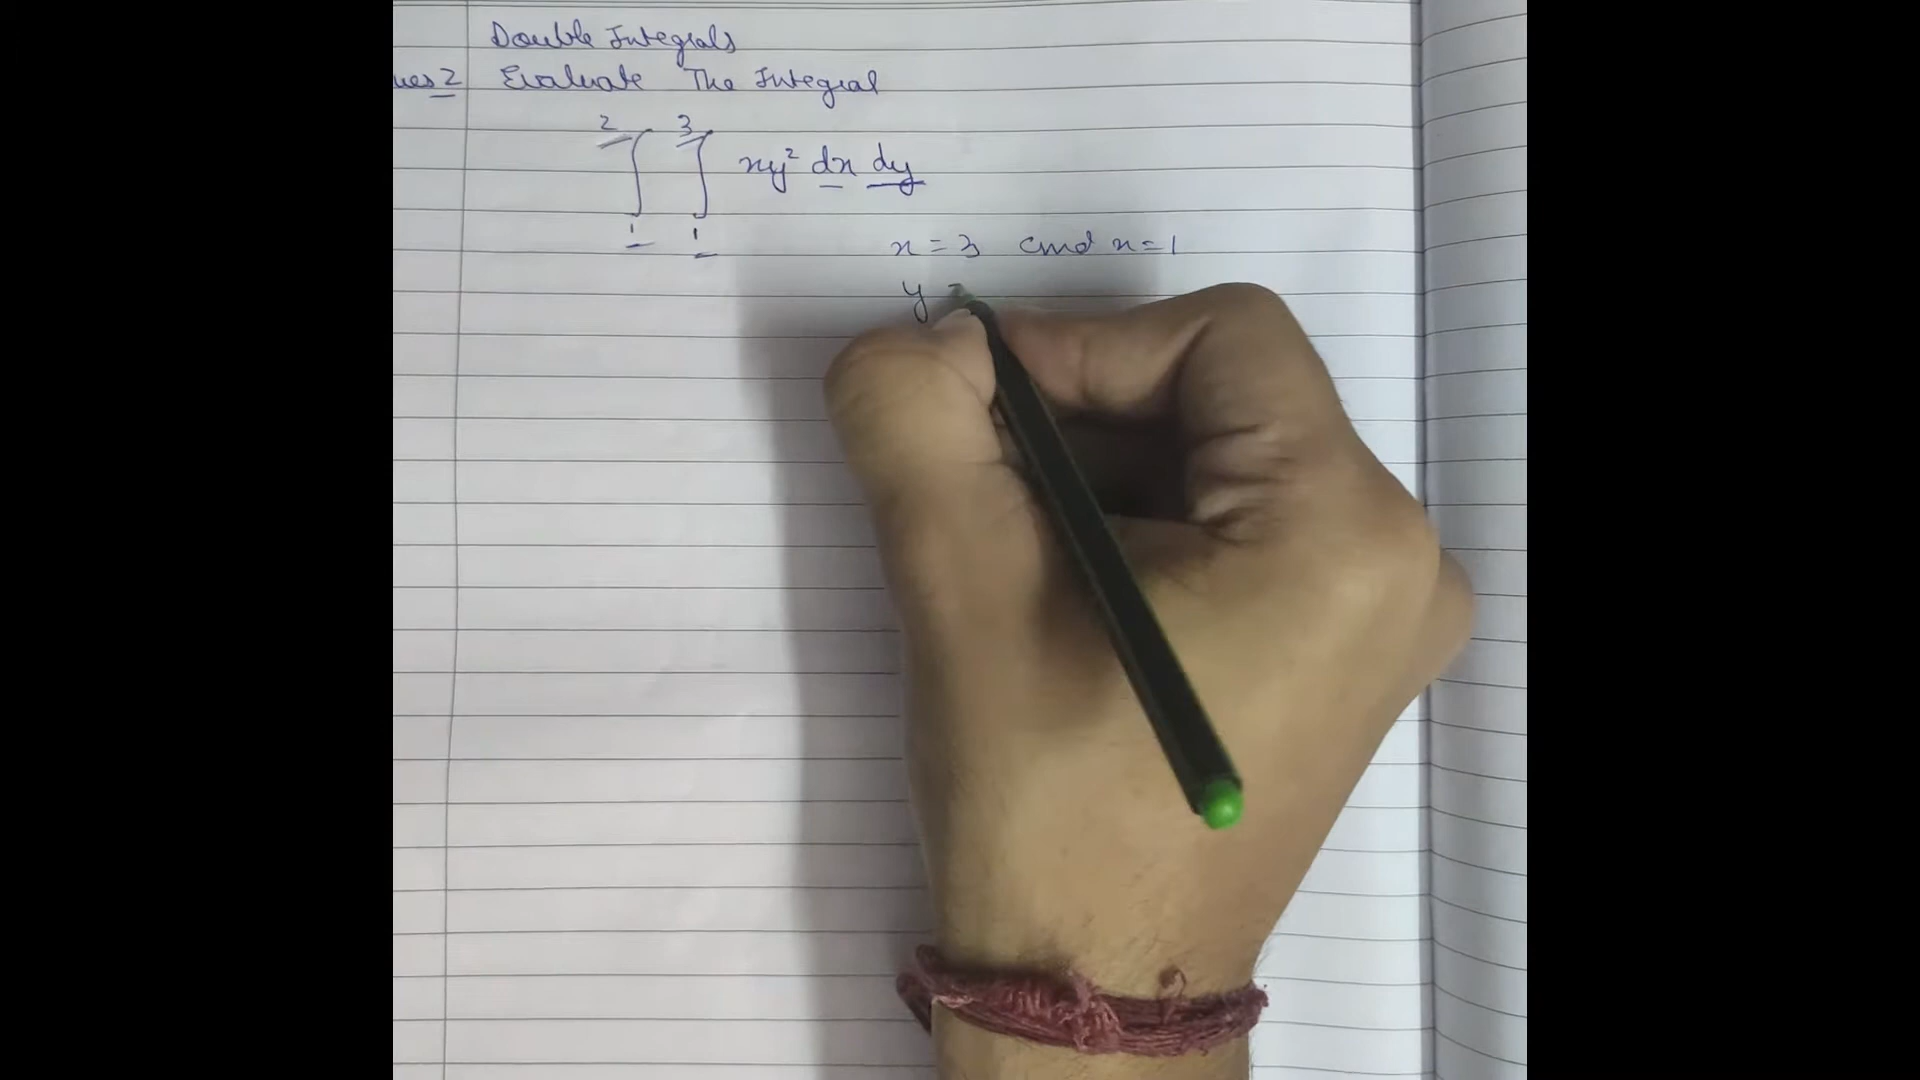 Double Integrals
ues 2 Evaluate The Integral
2 3
∫ ∫ xy² dx dy
1 1
x = 3 and x = 1
y =